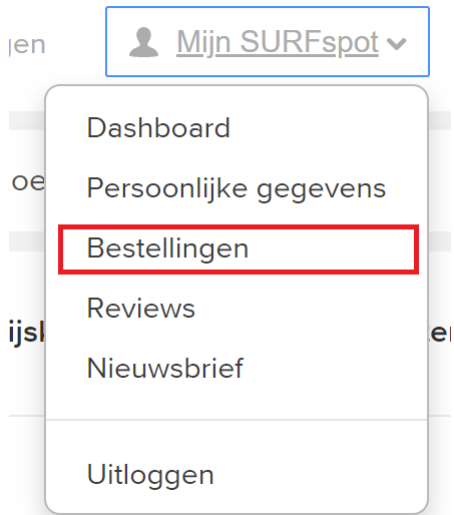 Mijn SURFspot
Dashboard
Persoonlijke gegevens
Bestellingen
Reviews
Nieuwsbrief
Uitloggen